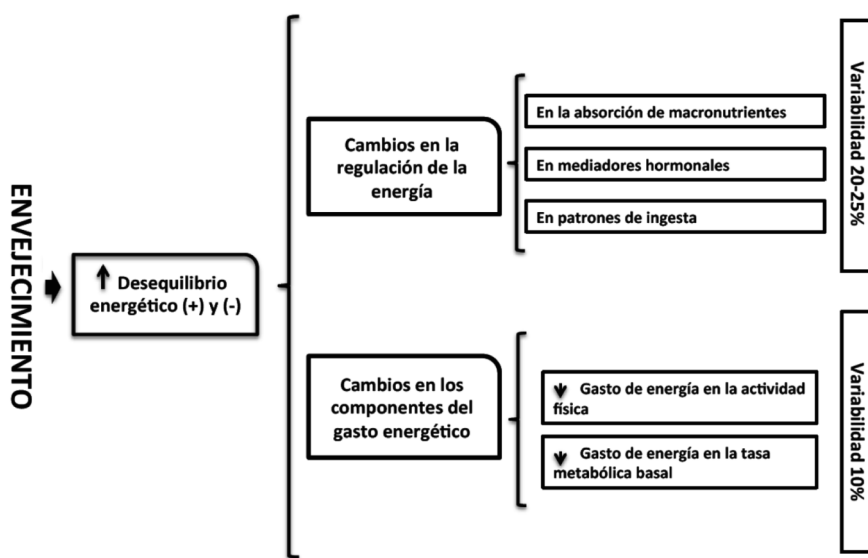 ENVEJECIMIENTO
↑ Desequilibrio
energético (+) y (-)
Cambios en la
regulación de la
energía
En la absorción de macronutrientes
En mediadores hormonales
En patrones de ingesta
Variabilidad 20-25%
Cambios en los
componentes del
gasto energético
↓ Gasto de energía en la actividad
física
↓ Gasto de energía en la tasa
metabólica basal
Variabilidad 10%